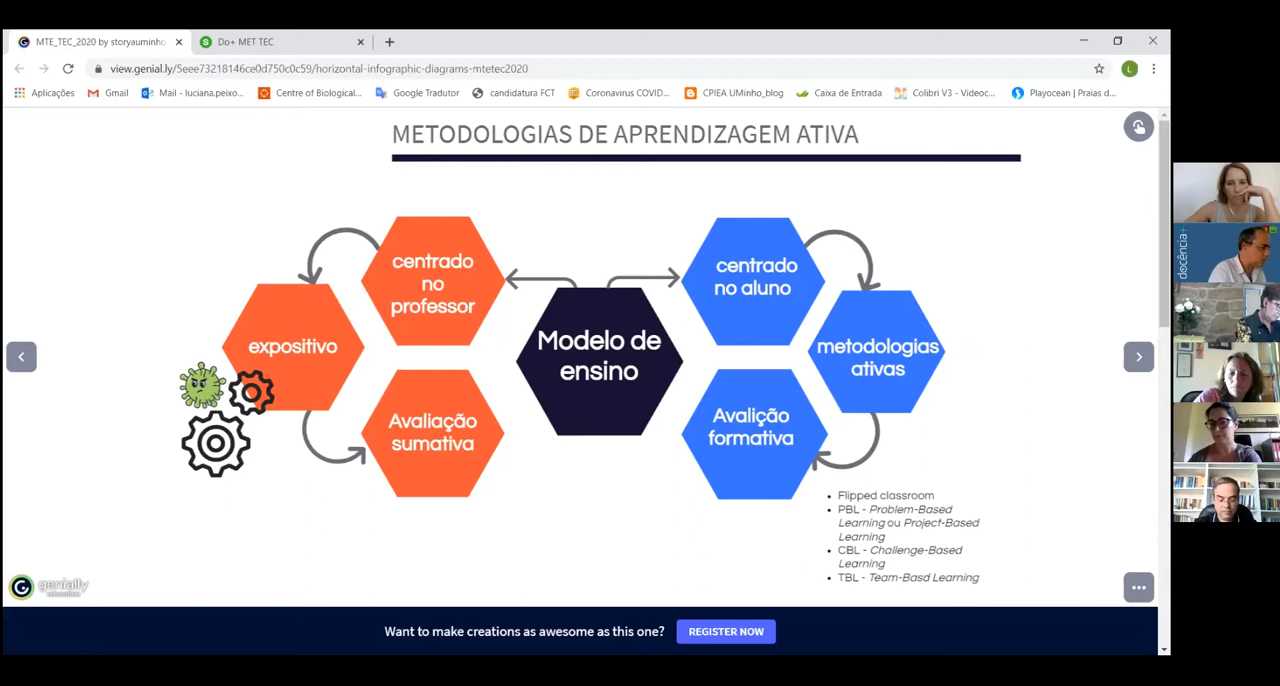 MTE_TEC_2020 by storyauminho
Do+ MET TEC
view.genial.ly/5eee73218146ce0d750c0c59/horizontal-infographic-diagrams-mtetec2020
L
Aplicações
Gmail
Mail - luciana.peixo...
Centre of Biological...
Google Tradutor
candidatura FCT
Coronavirus COVID...
CPIEA UMinho_blog
Caixa de Entrada
Colibri V3 - Videoc...
Playocean | Praias d...
METODOLOGIAS DE APRENDIZAGEM ATIVA
centrado
no
professor
expositivo
Avaliação
sumativa
Modelo de
ensino
centrado
no aluno
metodologias
ativas
Avalição
formativa
• Flipped classroom
• PBL - Problem-Based
Learning ou Project-Based
Learning
• CBL - Challenge-Based
Learning
• TBL - Team-Basd Learning
genially
education
Want to make creations as awesome as this one?
REGISTER NOW
docência+